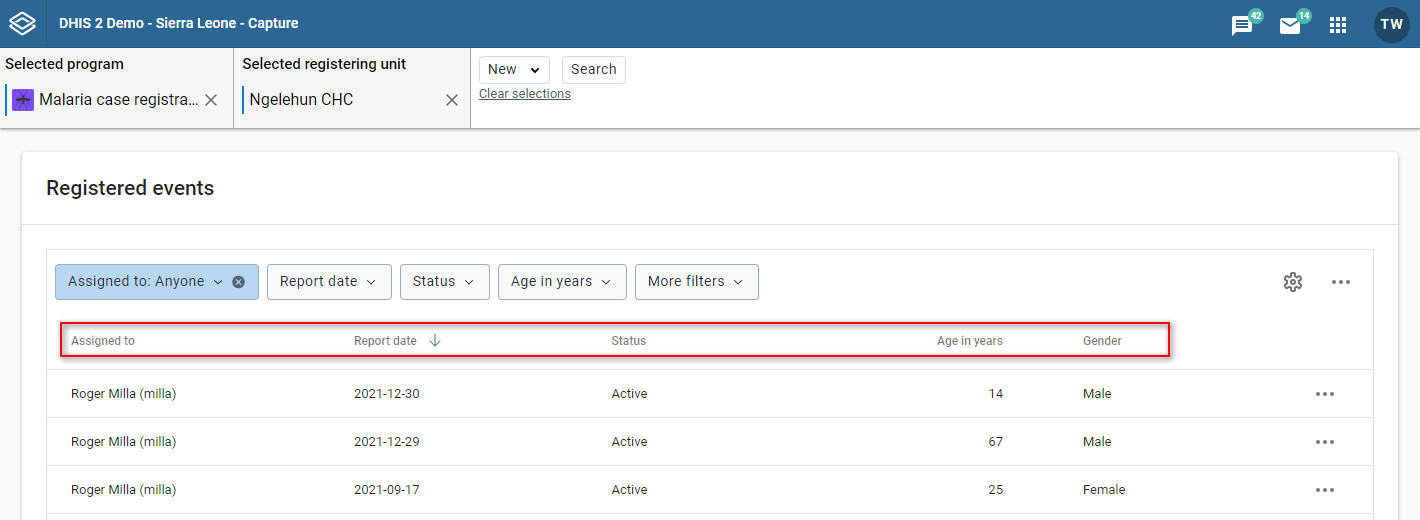 DHIS 2 Demo - Sierra Leone - Capture
42
14
TW
Selected program
Selected registering unit
New
Search
Malaria case registra...
Ngelehun CHC
Clear selections
Registered events
Assigned to: Anyone
Report date
Status
Age in years
More filters
Assigned to Report date Status Age in years Gender
Roger Milla (milla) 2021-12-30 Active 14 Male
Roger Milla (milla) 2021-12-29 Active 67 Male
Roger Milla (milla) 2021-09-17 Active 25 Female